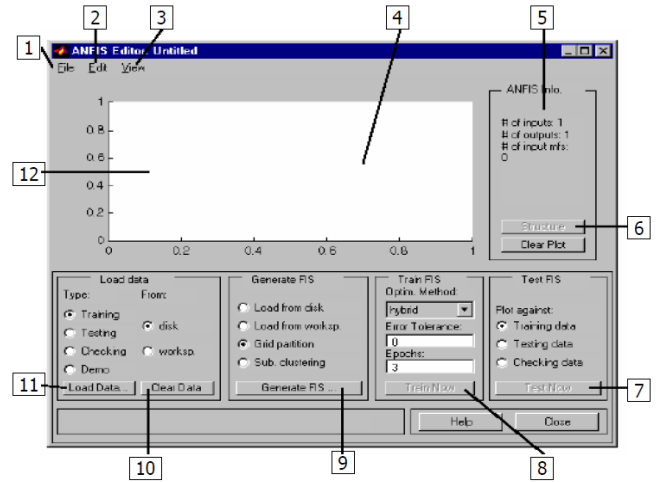 1
2
3
4
5
ANFIS Editor: Untitled
File Edit View
ANFIS Info.
1
0.8
0.6
0.4
0.2
0
0 0.2 0.4 0.6 0.8 1
# of inputs: 1
# of outputs: 1
# of input mfs:
0
12
Structure
6
Clear Plot
Load data
Type: From:
Training
Testing
Checking
Demo
disk
worksp.
Load Data...
Clear Data
Generate FIS
Load from disk
Load from worksp.
Grid partition
Sub. clustering
Generate FIS ...
Train FIS
Optim. Method:
hybrid
Error Tolerance:
0
Epochs:
3
Train Now
Test FIS
Plot against:
Training data
Testing data
Checking data
Test Now
11
7
Help
Close
10
9
8